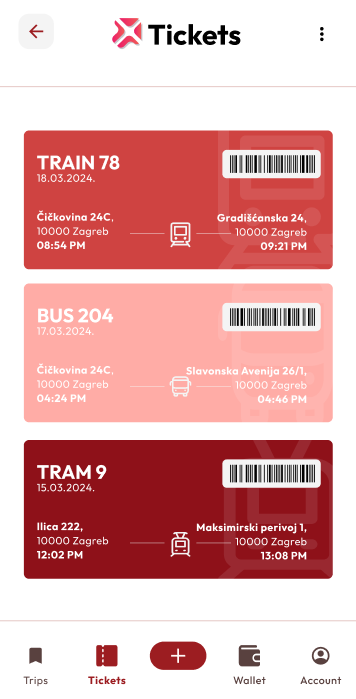 Tickets
TRAIN 78
18.03.2024.
Čičkovina 24C,
10000 Zagreb
08:54 PM
Gradišćanska 24,
10000 Zagreb
09:21 PM
BUS 204
17.03.2024.
Čičkovina 24C,
10000 Zagreb
04:24 PM
Slavonska Avenija 26/1,
10000 Zagreb
04:46 PM
TRAM 9
15.03.2024.
Ilica 222,
10000 Zagreb
12:02 PM
Maksimirski perivoj 1,
10000 Zagreb
13:08 PM
Trips
Tickets
Wallet
Account